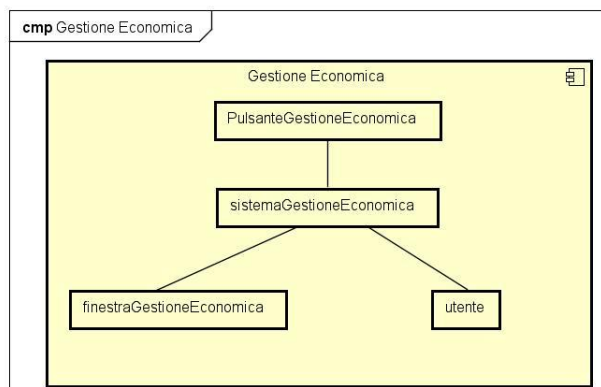 cmp Gestione Economica
Gestione Economica
PulsanteGestioneEconomica
sistemaGestioneEconomica
finestraGestioneEconomica
utente